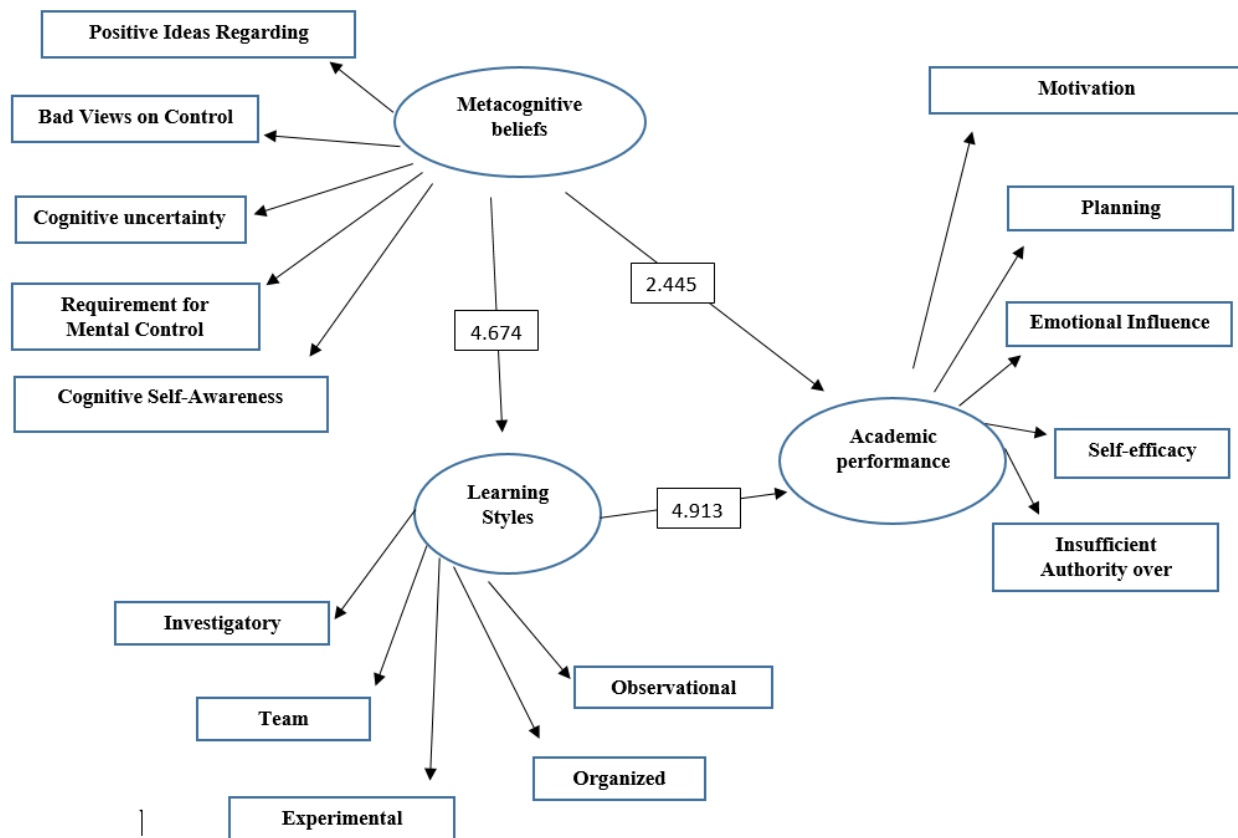 Positive Ideas Regarding
Bad Views on Control
Cognitive uncertainty
Requirement for
Mental Control
Cognitive Self-Awareness
Metacognitive
beliefs
Motivation
Planning
Emotional Influence
Self-efficacy
Insufficient
Authority over
2.445
4.674
Academic
performance
Learning
Styles
4.913
Investigatory
Team
Experimental
Organized
Observational